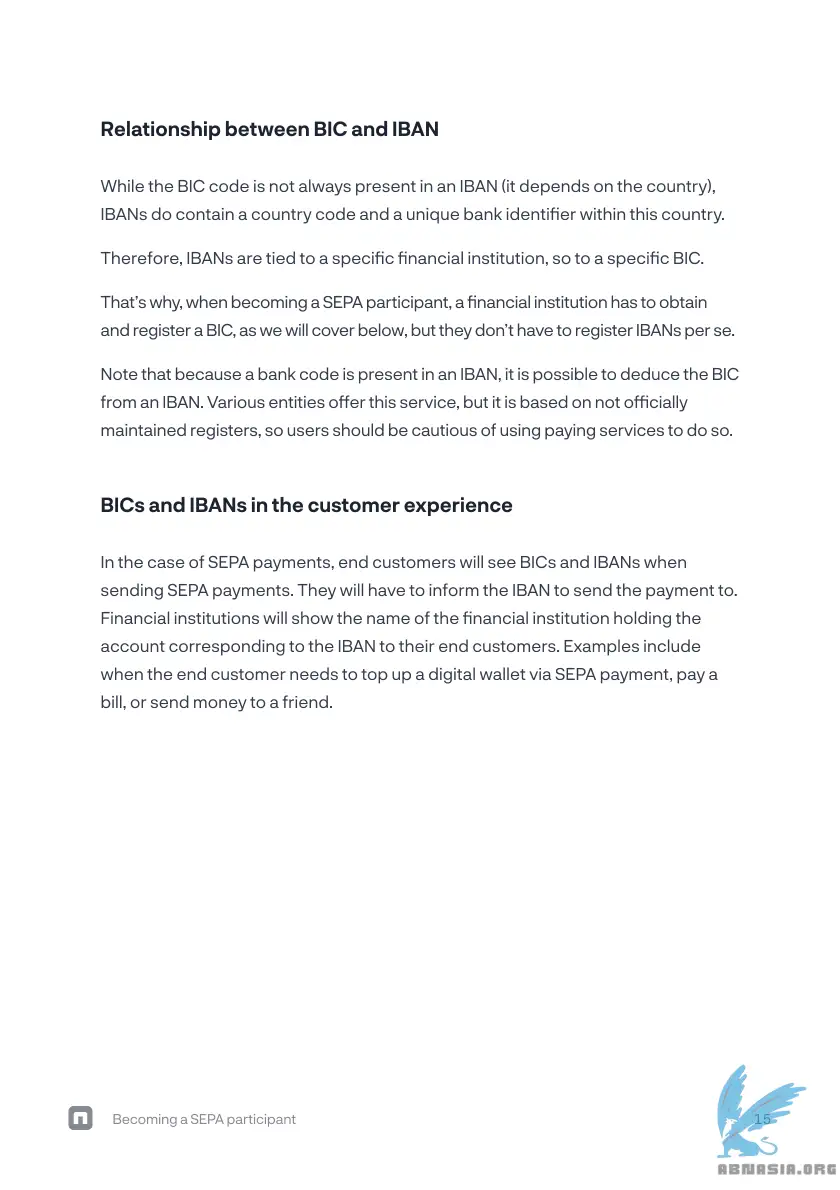 Relationship between BIC and IBAN
While the BIC code is not always present in an IBAN (it depends on the country),
IBANs do contain a country code and a unique bank identifier within this country.
Therefore, IBANs are tied to a specific financial institution, so to a specific BIC.
That’s why, when becoming a SEPA participant, a financial institution has to obtain
and register a BIC, as we will cover below, but they don’t have to register IBANs per se.
Note that because a bank code is present in an IBAN, it is possible to deduce the BIC
from an IBAN. Various entities offer this service, but it is based on not officially
maintained registers, so users should be cautious of using paying services to do so.
BICs and IBANs in the customer experience
In the case of SEPA payments, end customers will see BICs and IBANs when
sending SEPA payments. They will have to inform the IBAN to send the payment to.
Financial institutions will show the name of the financial institution holding the
account corresponding to the IBAN to their end customers. Examples include
when the end customer needs to top up a digital wallet via SEPA payment, pay a
bill, or send money to a friend.
Becoming a SEPA participant
15
ABNASIA.ORG